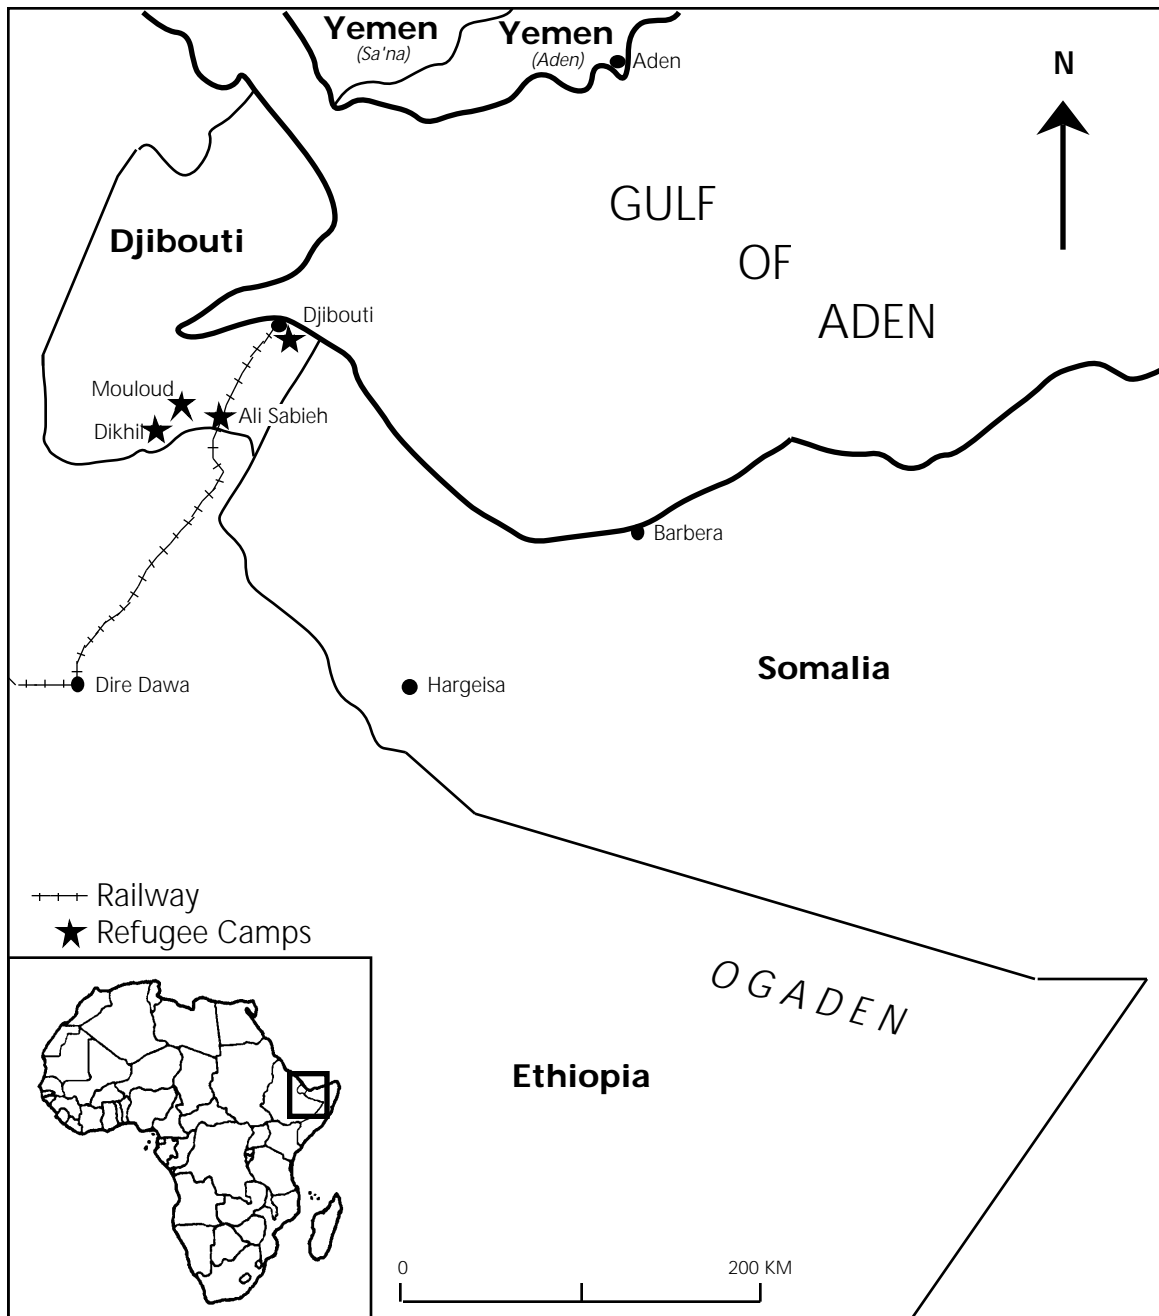 Yemen
(Sa'na)
Yemen
(Aden)
Aden
N
GULF
OF
ADEN
Djibouti
Djibouti
Mouloud
Ali Sabieh
Dikhil
Barbera
Somalia
Dire Dawa
Hargeisa
Railway
Refugee Camps
OGADEN
Ethiopia
0
200 KM